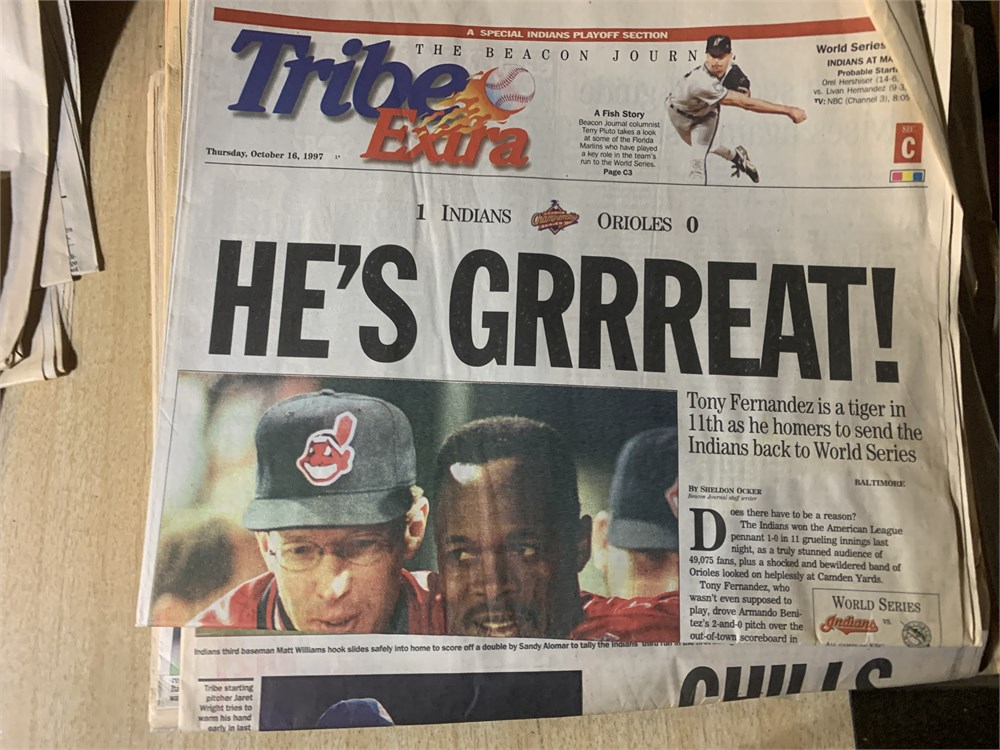 A SPECIAL INDIANS PLAYOFF SECTION
THE BEACON JOURN
Tribe
Extra
Thursday, October 16, 1997
A Fish Story
Beacon Journal columnist
Terry Pluto takes a look
at some of the Florida
Marlins who have played
a key role in the team's
run to the World Series.
Page C3
World Series
INDIANS AT MA
Probable Start
Orel Hershiser (14-6,
vs. Livan Hernandez (9-3,
TV: NBC (Channel 3), 8:05
SEC
C
1 INDIANS
ORIOLES 0
HE'S GRRREAT!
Tony Fernandez is a tiger in
11th as he homers to send the
Indians back to World Series
BY SHELDON OCKER
Beacon Journal staff writer
BALTIMORE
Does there have to be a reason?
The Indians won the American League
pennant 1-0 in 11 grueling innings last
night, as a truly stunned audience of
49,075 fans, plus a shocked and bewildered band of
Orioles looked on helplessly at Camden Yards.
Tony Fernandez, who
wasn't even supposed to
play, drove Armando Beni-
tez's 2-and-0 pitch over the
out-of-town scoreboard in
WORLD SERIES
Indians VS.
Indians third baseman Matt Williams hook slides safely into home to score off a double by Sandy Alomar to tally the Indians' third run in
CHILLS
Tribe starting
pitcher Jaret
Wright tries to
warm his hand
early in last